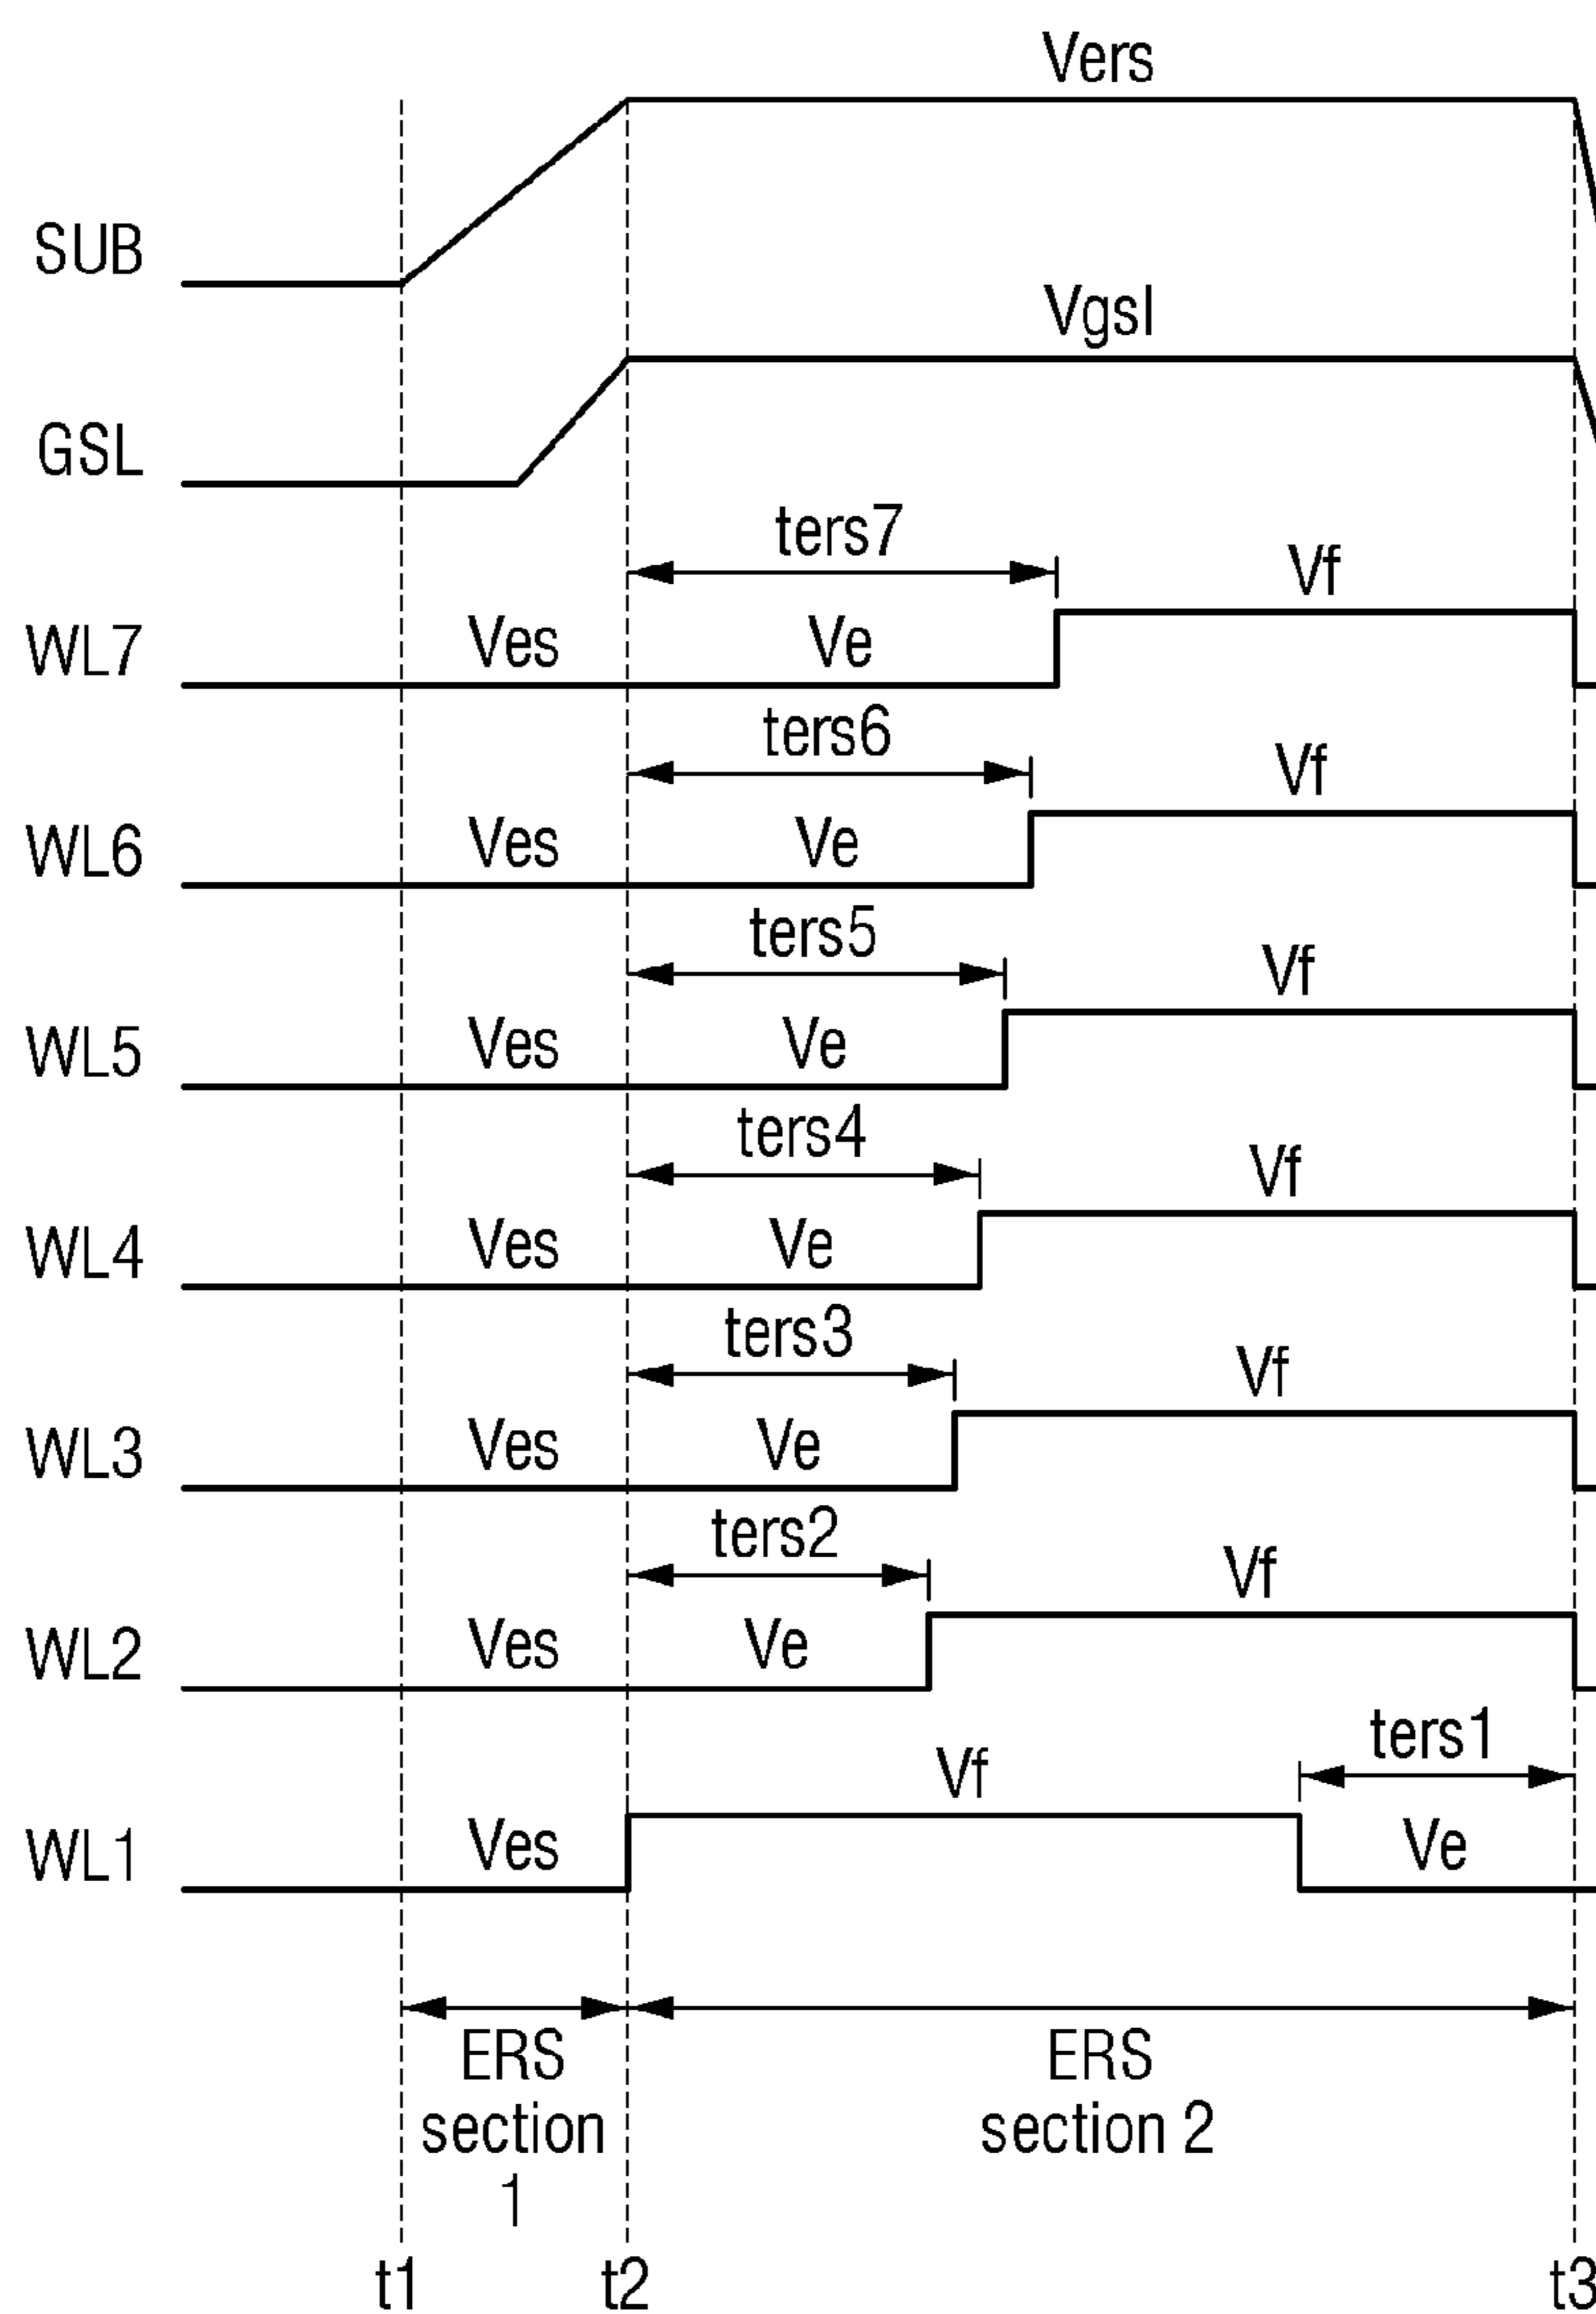 Vers
SUB
Vgsl
GSL
ters7
Vf
WL7 Ves Ve
ters6
Vf
WL6 Ves Ve
ters5
Vf
WL5 Ves Ve
ters4
Vf
WL4 Ves Ve
ters3
Vf
WL3 Ves Ve
ters2
Vf
WL2 Ves Ve
ters1
Vf
WL1 Ves Ve
ERS
section
1
ERS
section 2
t1 t2 t3